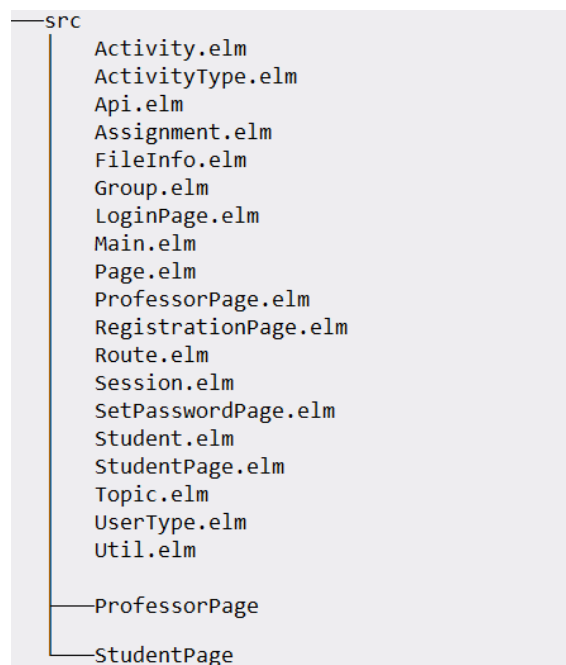 src
Activity.elm
ActivityType.elm
Api.elm
Assignment.elm
FileInfo.elm
Group.elm
LoginPage.elm
Main.elm
Page.elm
ProfessorPage.elm
RegistrationPage.elm
Route.elm
Session.elm
SetPasswordPage.elm
Student.elm
StudentPage.elm
Topic.elm
UserType.elm
Util.elm
ProfessorPage
StudentPage